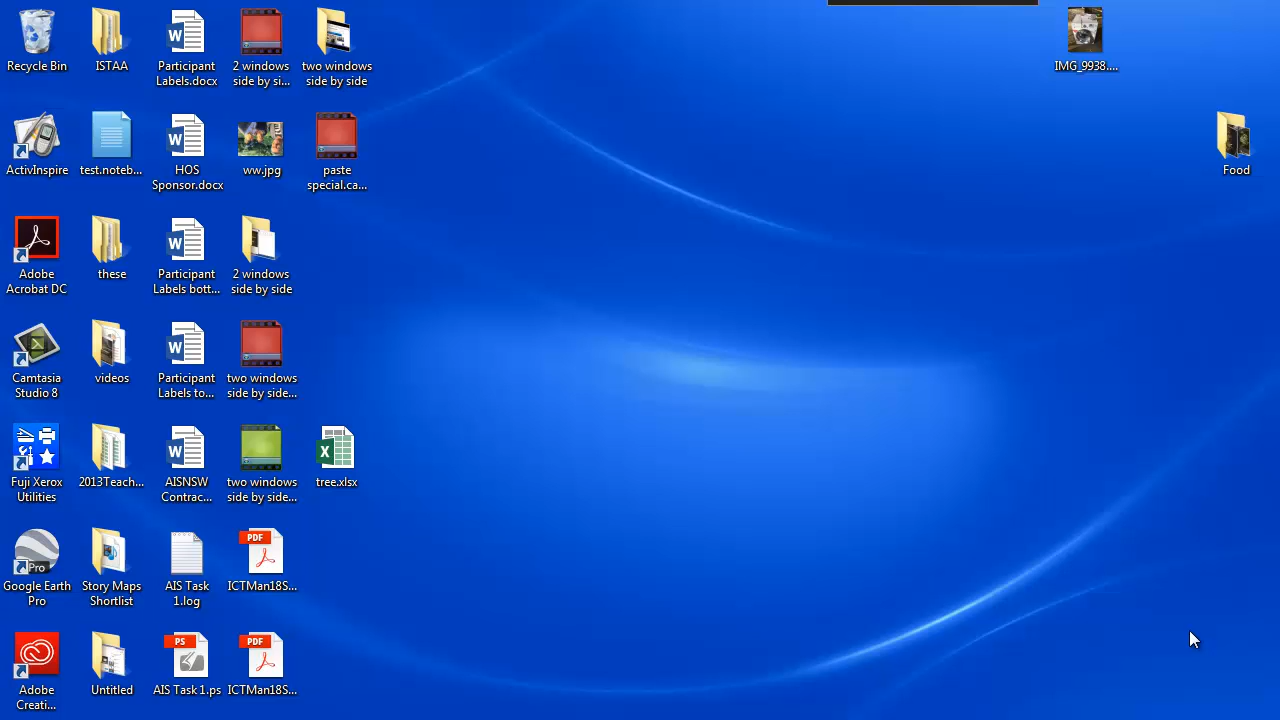 Recycle Bin
ISTAA
Participant
Labels.docx
2 windows
side by si...
two windows
side by side
IMG_9938....
ActivInspire
test.noteb...
HOS
Sponsor.docx
ww.jpg
paste
special.ca...
Food
Adobe
Acrobat DC
these
Participant
Labels bott...
2 windows
side by side
Camtasia
Studio 8
videos
Participant
Labels to...
two windows
side by side...
Fuji Xerox
Utilities
2013Teach...
AISNSW
Contrac...
two windows
side by side...
tree.xlsx
Pro
Google Earth
Pro
Story Maps
Shortlist
AIS Task
1.log
PDF
ICTMan18S...
Adobe
Creati...
Untitled
PS
AIS Task 1.ps
PDF
ICTMan18S...